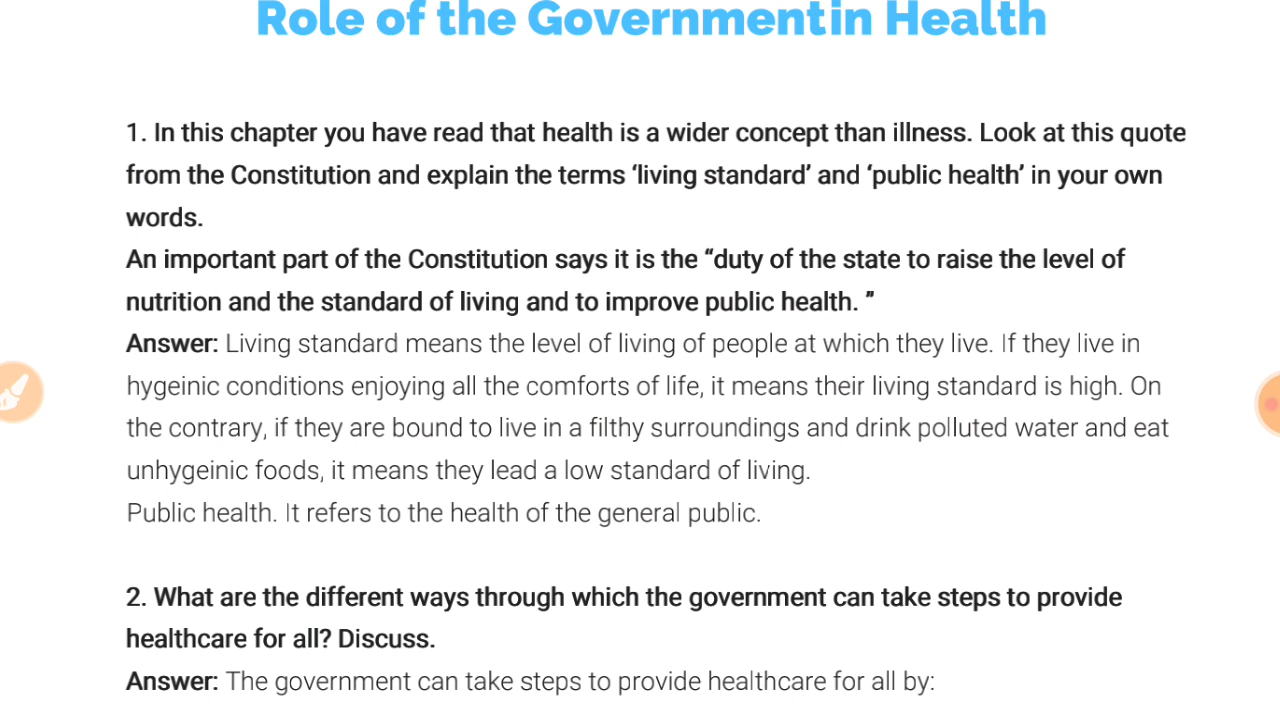 Role of the Governmentin Health
1. In this chapter you have read that health is a wider concept than illness. Look at this quote
from the Constitution and explain the terms ‘living standard’ and ‘public health’ in your own
words.
An important part of the Constitution says it is the “duty of the state to raise the level of
nutrition and the standard of living and to improve public health. ”
Answer: Living standard means the level of living of people at which they live. If they live in
hygeinic conditions enjoying all the comforts of life, it means their living standard is high. On
the contrary, if they are bound to live in a filthy surroundings and drink polluted water and eat
unhygeinic foods, it means they lead a low standard of living.
Public health. It refers to the health of the general public.
2. What are the different ways through which the government can take steps to provide
healthcare for all? Discuss.
Answer: The government can take steps to provide healthcare for all by: